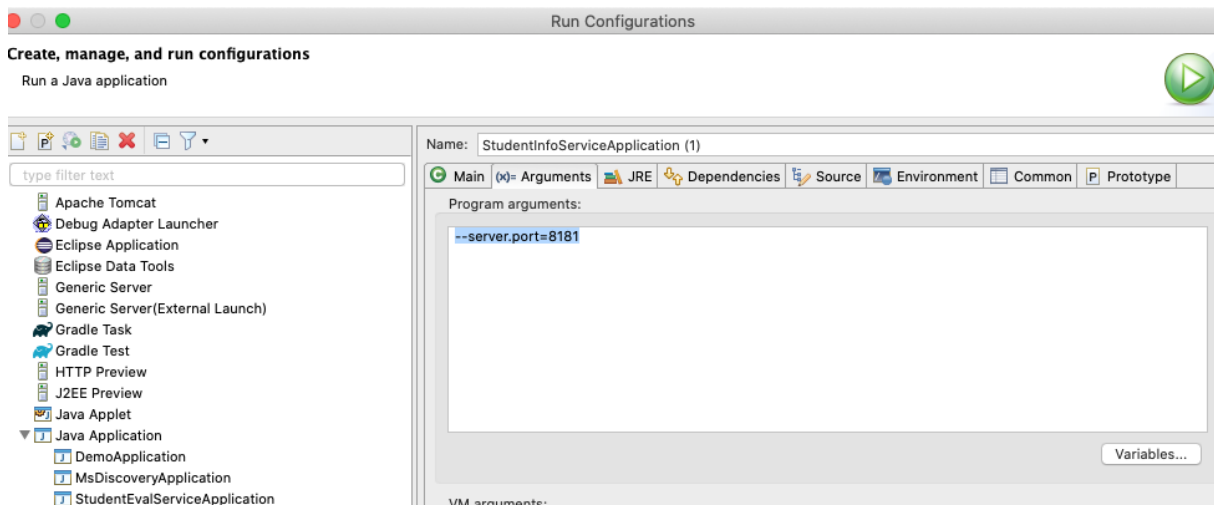 Run Configurations
Create, manage, and run configurations
Run a Java application
type filter text
Apache Tomcat
Debug Adapter Launcher
Eclipse Application
Eclipse Data Tools
Generic Server
Generic Server(External Launch)
Gradle Task
Gradle Test
HTTP Preview
J2EE Preview
Java Applet
Java Application
DemoApplication
MsDiscoveryApplication
StudentEvalServiceApplication
Name: StudentInfoServiceApplication (1)
Main (x)= Arguments JRE Dependencies Source Environment Common P Prototype
Program arguments:
--server.port=8181
Variables...
VM arguments: